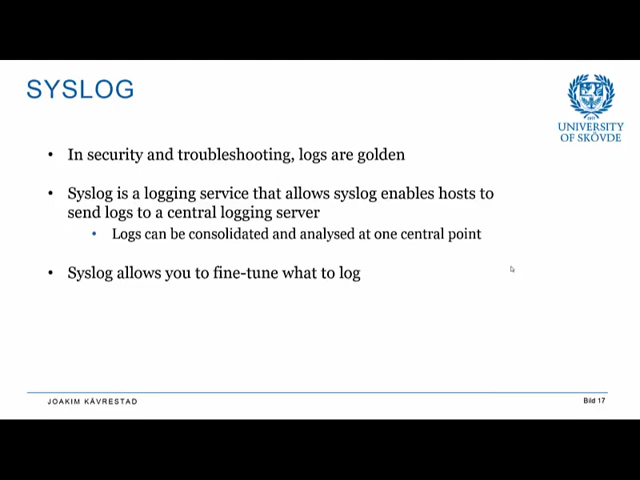 SYSLOG
UNIVERSITY
OF SKÖVDE
• In security and troubleshooting, logs are golden
• Syslog is a logging service that allows syslog enables hosts to
send logs to a central logging server
• Logs can be consolidated and analysed at one central point
• Syslog allows you to fine-tune what to log
JOAKIM KÄVRESTAD
Bild 17